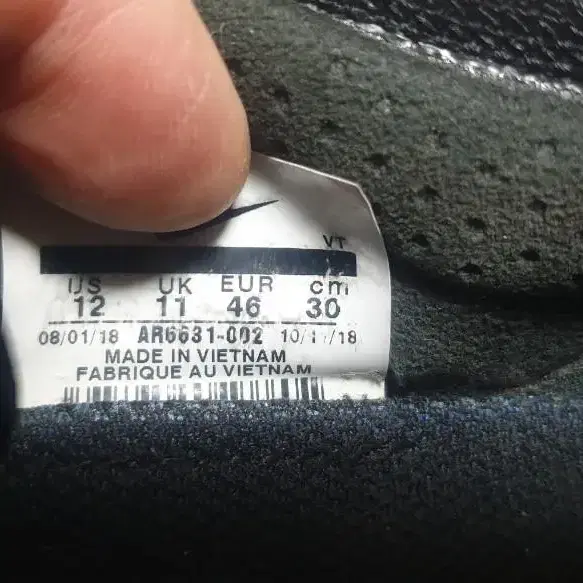 VT
US UK EUR cm
12 11 46 30
08/01/18 AR6631-002 /18
MADE IN VIETNAM
FABRIQUE AU VIETNAM